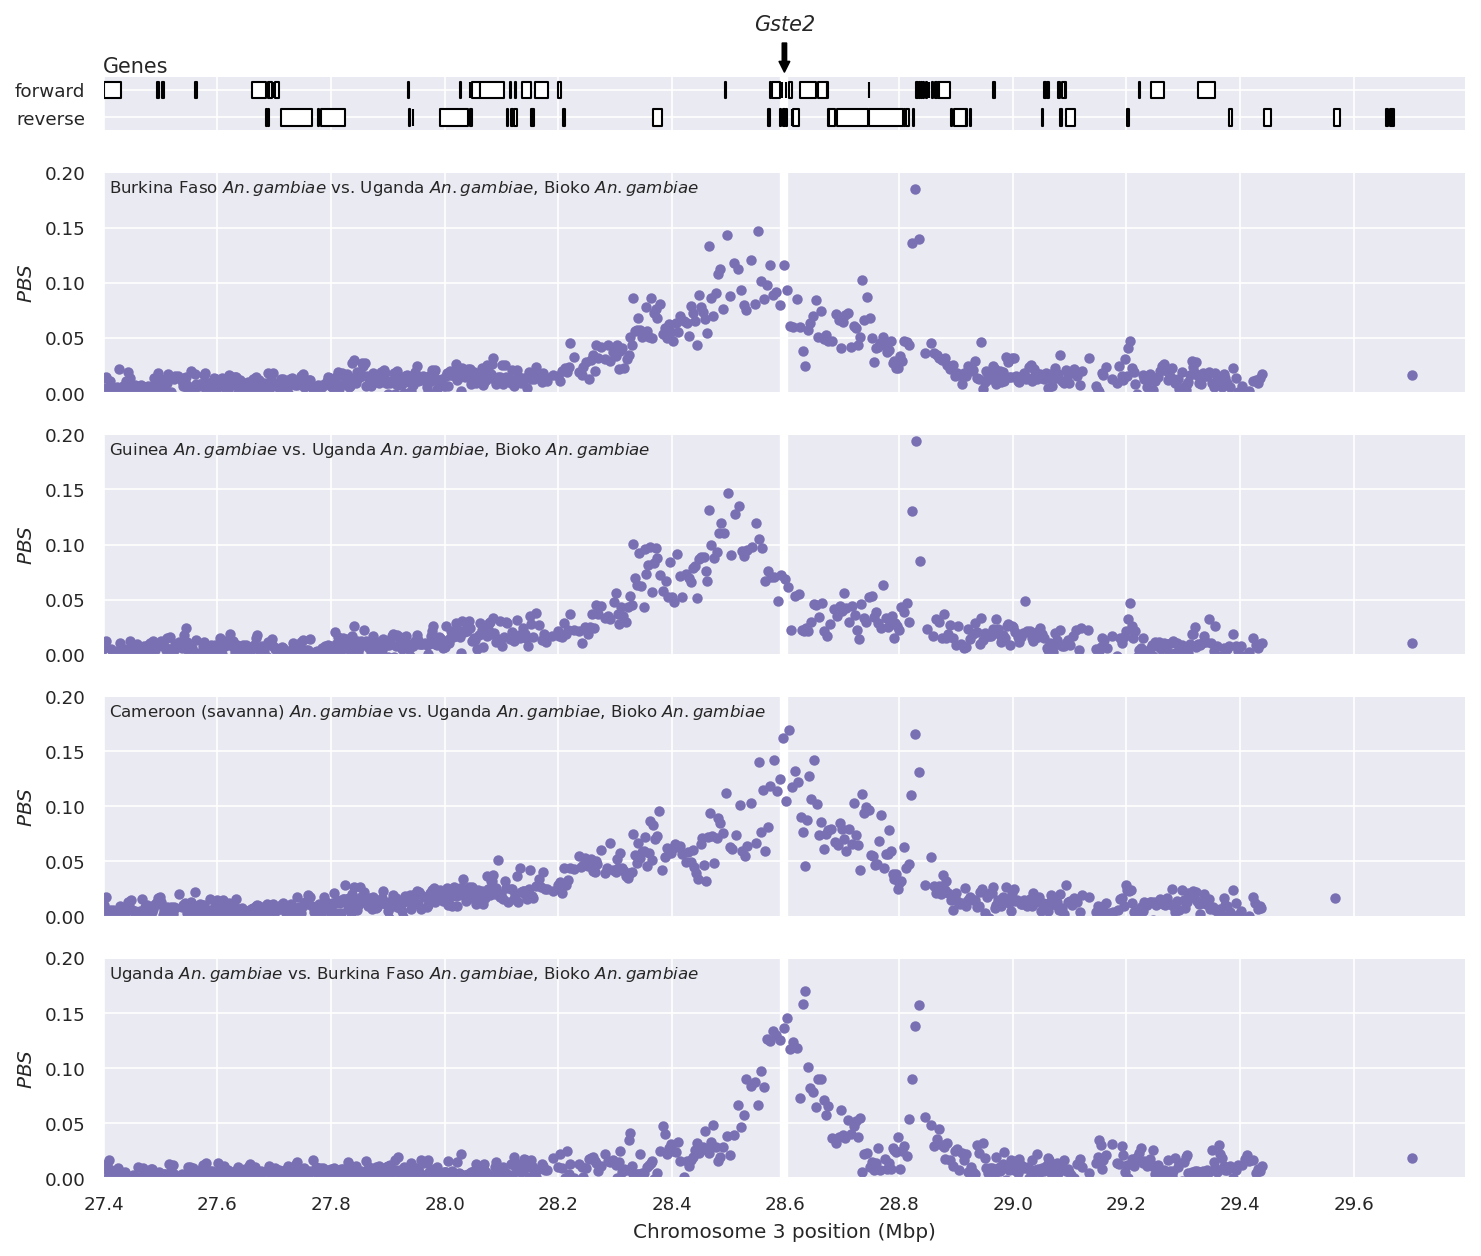 Gste2
Genes
forward
reverse
0.20
Burkina Faso An. gambiae vs. Uganda An. gambiae, Bioko An. gambiae
0.15
0.10
PBS
0.05
0.00
0.20
Guinea An. gambiae vs. Uganda An. gambiae, Bioko An. gambiae
0.15
0.10
PBS
0.05
0.00
0.20
Cameroon (savanna) An. gambiae vs. Uganda An. gambiae, Bioko An. gambiae
0.15
0.10
PBS
0.05
0.00
0.20
Uganda An. gambiae vs. Burkina Faso An. gambiae, Bioko An. gambiae
0.15
0.10
PBS
0.05
0.00
27.4 27.6 27.8 28.0 28.2 28.4 28.6 28.8 29.0 29.2 29.4 29.6
Chromosome 3 position (Mbp)